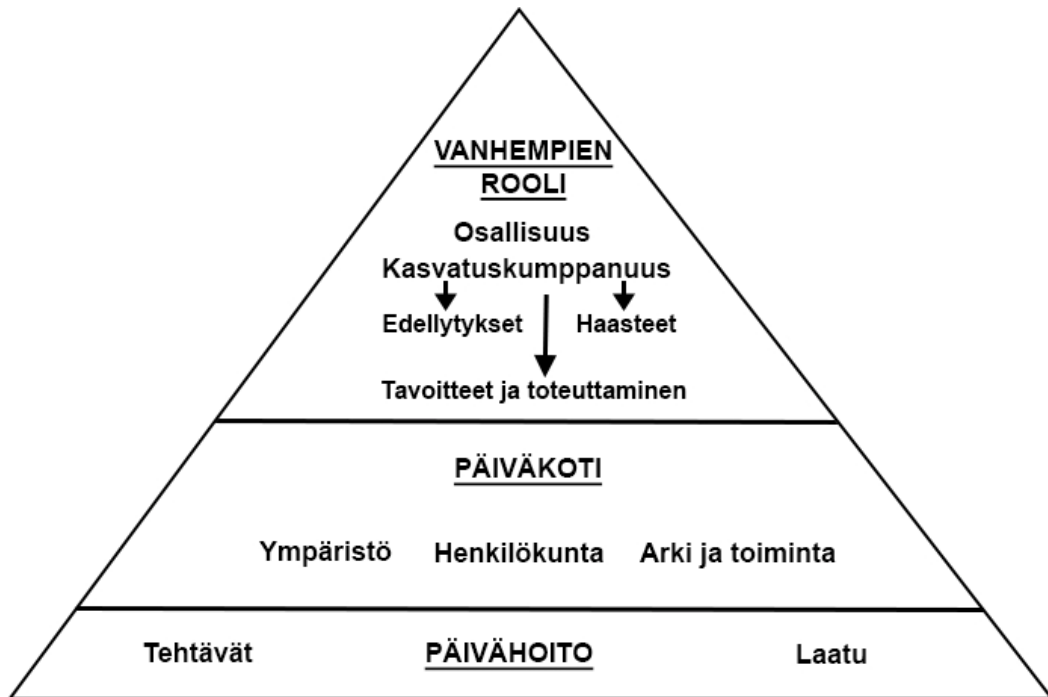 VANHEMPIEN
ROOLI
Osallisuus
Kasvatuskumppanuus
Edellytykset Haasteet
Tavoitteet ja toteuttaminen
PÄIVÄKOTI
Ympäristö Henkilökunta Arki ja toiminta
Tehtävät PÄIVÄHOITO Laatu